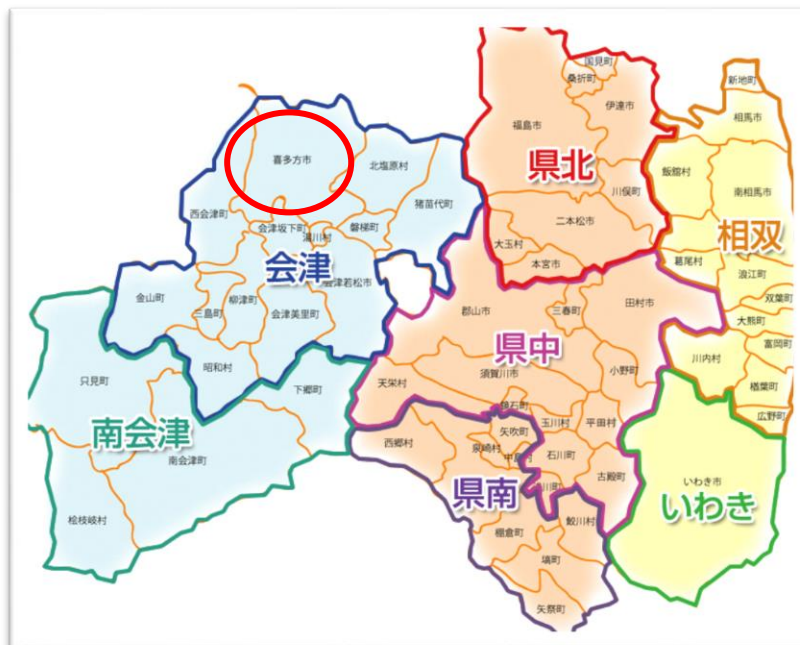 国見町
桑折町
新地町
伊達市
相馬市
福島市
喜多方市
県北
北塩原村
飯舘村
川俣町
南相馬市
猪苗代町
西会津町
二本松市
会津坂下町
磐梯町
湯川村
相双
大玉村
会津
本宮市
葛尾村
浪江町
会津若松市
金山町
柳津町
双葉町
田村市
三島町
会津美里町
郡山市
三春町
大熊町
県中
富岡町
昭和村
川内村
小野町
須賀川市
只見町
天栄村
下郷町
楢葉町
鏡石町
広野町
玉川村
平田村
南会津
矢吹町
西郷村
泉崎村
石川町
南会津町
古殿町
いわき市
県南
いわき
鮫川村
桧枝岐村
棚倉町
塙町
矢祭町